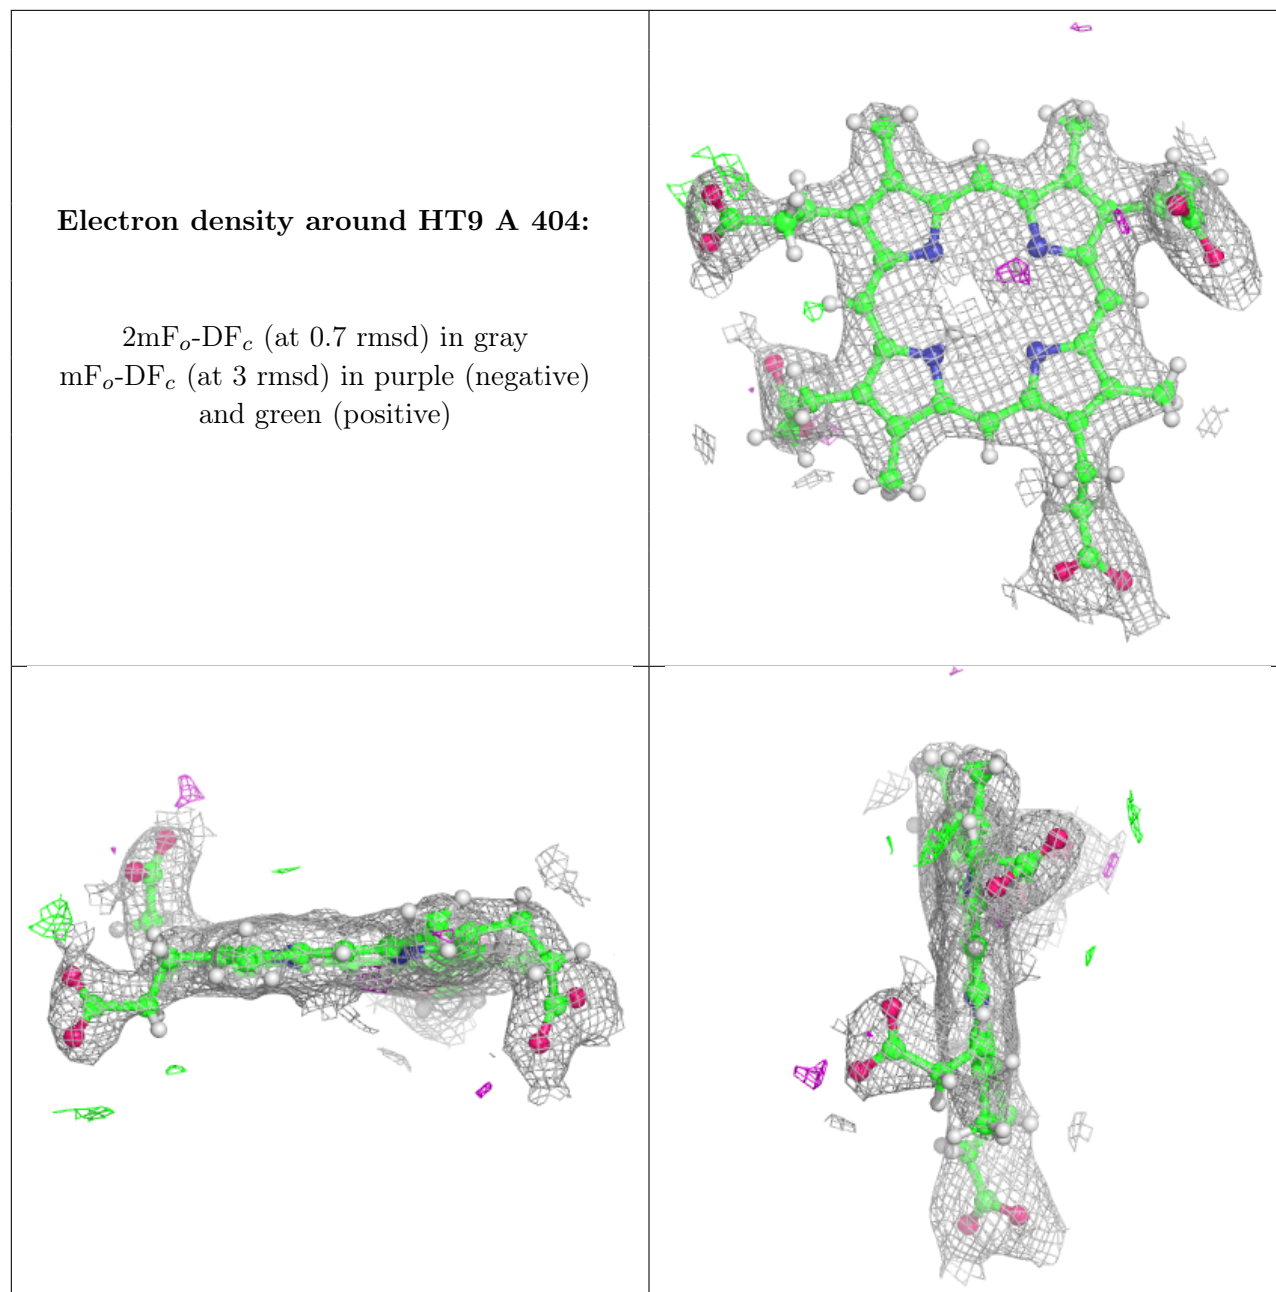 Electron density around HT9 A 404:
2mFo-DFc (at 0.7 rmsd) in gray
mFo-DFc (at 3 rmsd) in purple (negative)
and green (positive)